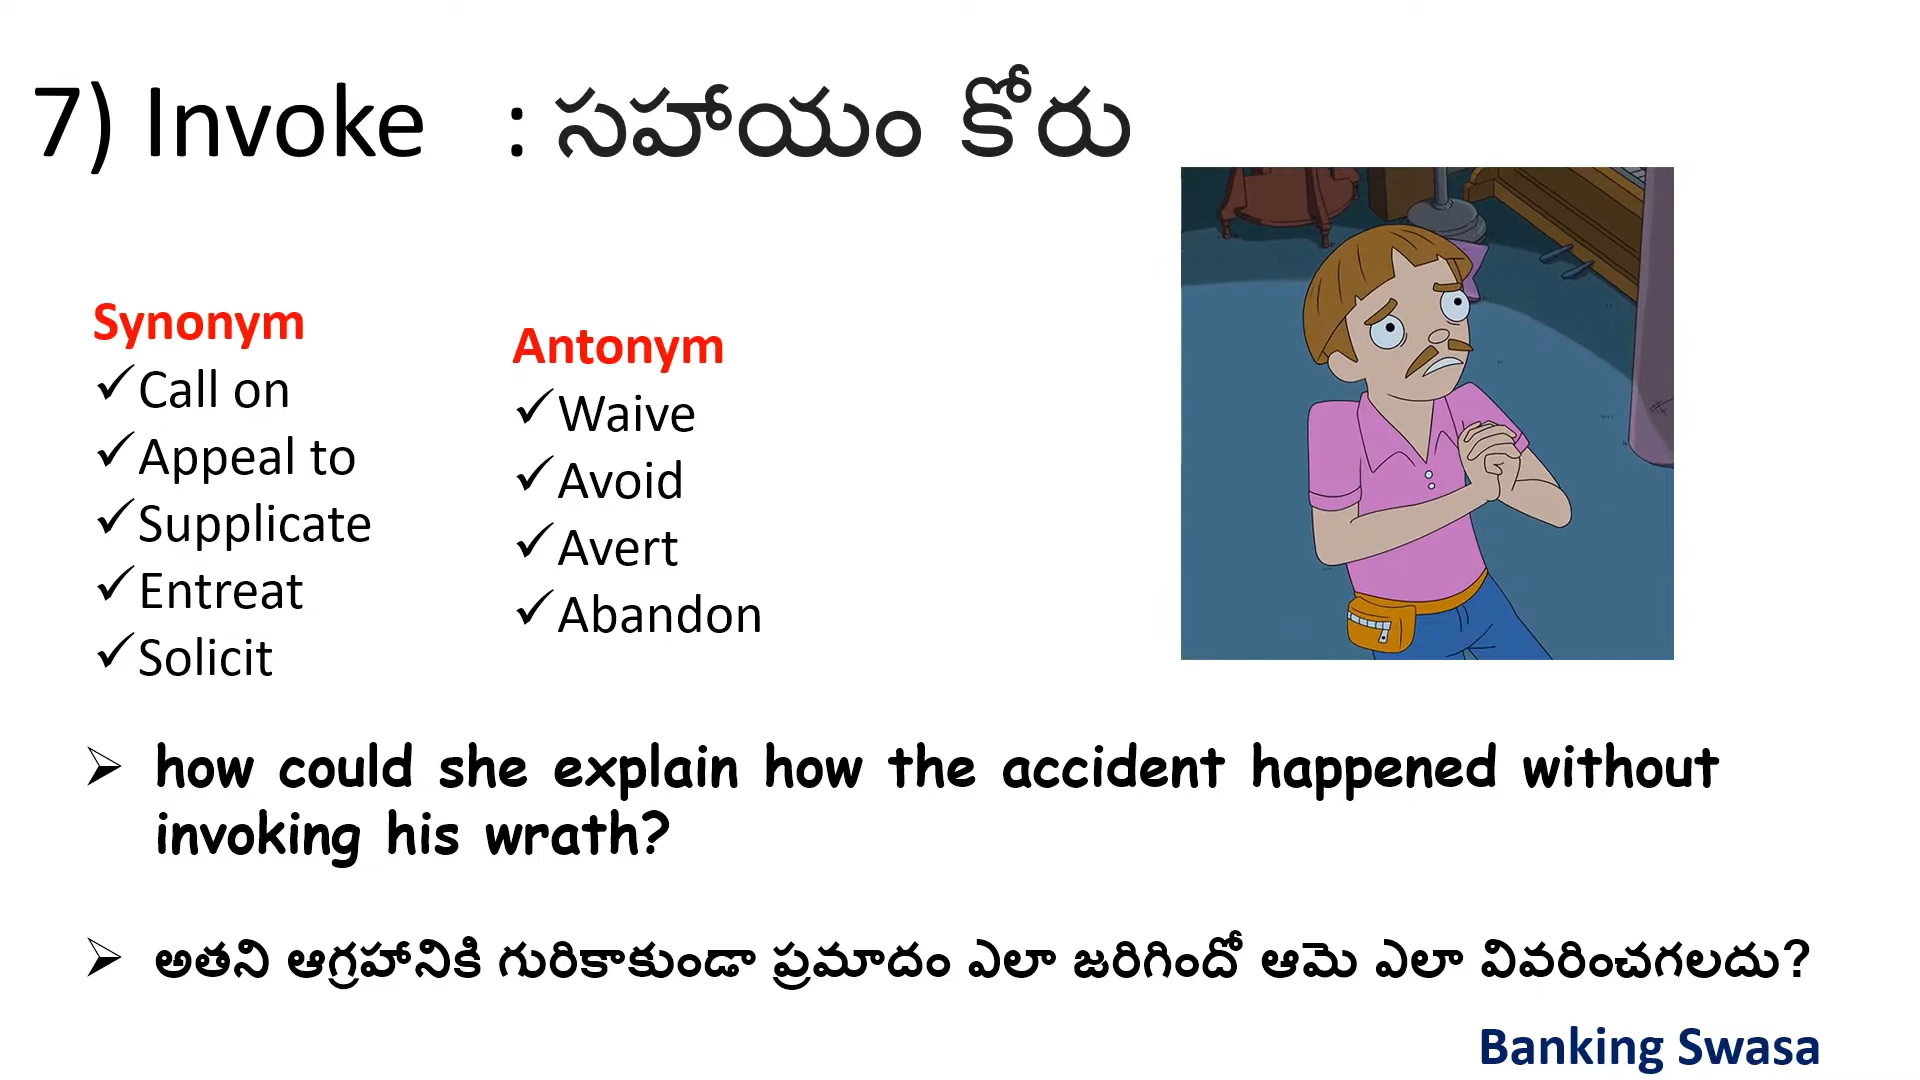 7) Invoke : సహాయం కోరు
Synonym
✓Call on
✓Appeal to
✓Supplicate
✓Entreat
✓Solicit
Antonym
✓Waive
✓Avoid
✓Avert
✓Abandon
➢ how could she explain how the accident happened without
invoking his wrath?
➢ అతని ఆగ్రహానికి గురికాకుండా ప్రమాదం ఎలా జరిగిందో ఆమె ఎలా వివరించగలదు?
Banking Swasa